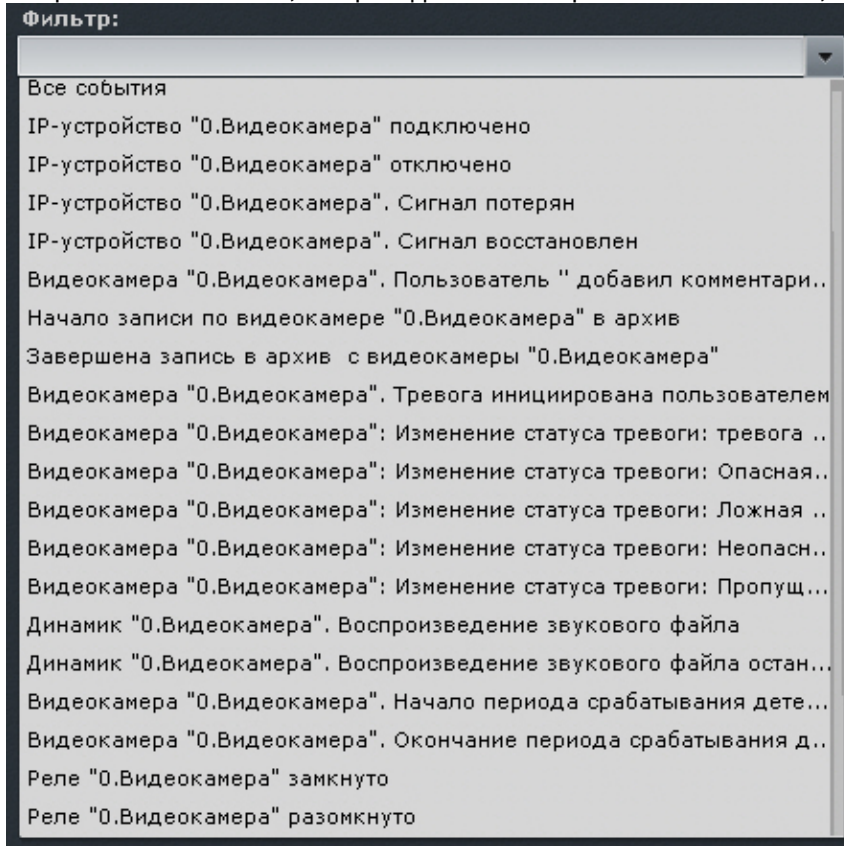 Фильтр:
Все события
IP-устройство "0.Видеокамера" подключено
IP-устройство "0.Видеокамера" отключено
IP-устройство "0.Видеокамера". Сигнал потерян
IP-устройство "0.Видеокамера". Сигнал восстановлен
Видеокамера "0.Видеокамера". Пользователь '' добавил комментари..
Начало записи по видеокамере "0.Видеокамера" в архив
Завершена запись в архив  с видеокамеры "0.Видеокамера"
Видеокамера "0.Видеокамера". Тревога инициирована пользователем
Видеокамера "0.Видеокамера": Изменение статуса тревоги: тревога ..
Видеокамера "0.Видеокамера": Изменение статуса тревоги: Опасная..
Видеокамера "0.Видеокамера": Изменение статуса тревоги: Ложная ..
Видеокамера "0.Видеокамера": Изменение статуса тревоги: Неопасн..
Видеокамера "0.Видеокамера": Изменение статуса тревоги: Пропущ...
Динамик "0.Видеокамера". Воспроизведение звукового файла
Динамик "0.Видеокамера". Воспроизведение звукового файла остан...
Видеокамера "0.Видеокамера". Начало периода срабатывания дете...
Видеокамера "0.Видеокамера". Окончание периода срабатывания д..
Реле "0.Видеокамера" замкнуто
Реле "0.Видеокамера" разомкнуто